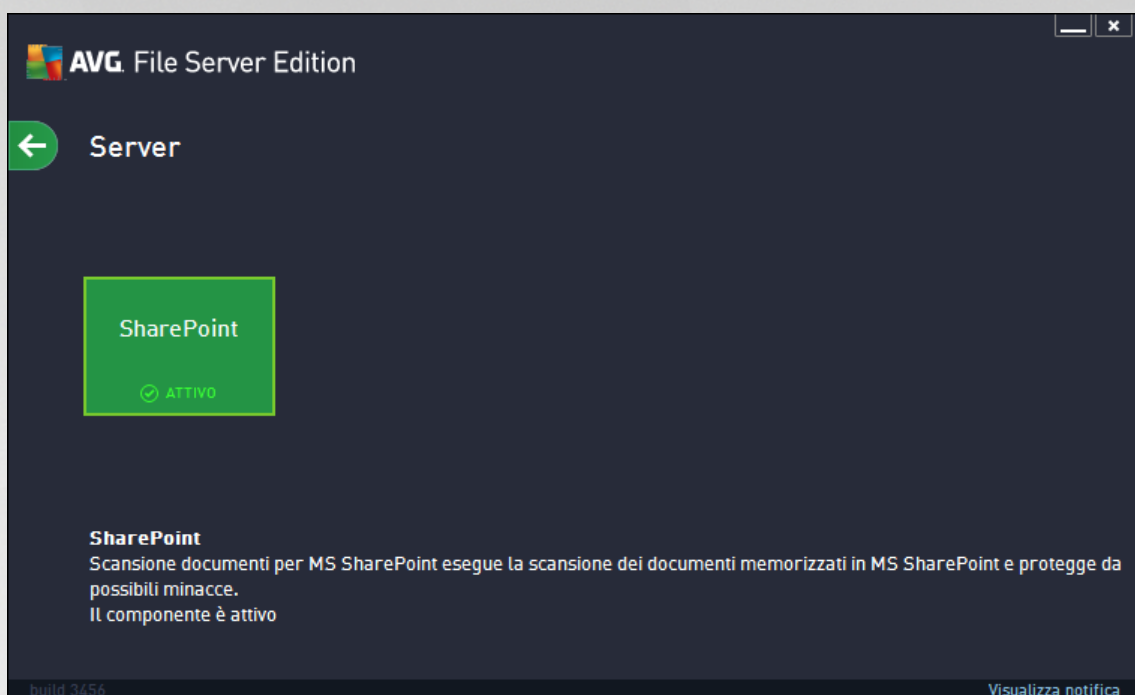 AVG. File Server Edition
Server
SharePoint
ATTIVO
SharePoint
Scansione documenti per MS SharePoint esegue la scansione dei documenti memorizzati in MS SharePoint e protegge da
possibili minacce.
Il componente è attivo
build 3456
Visualizza notifica